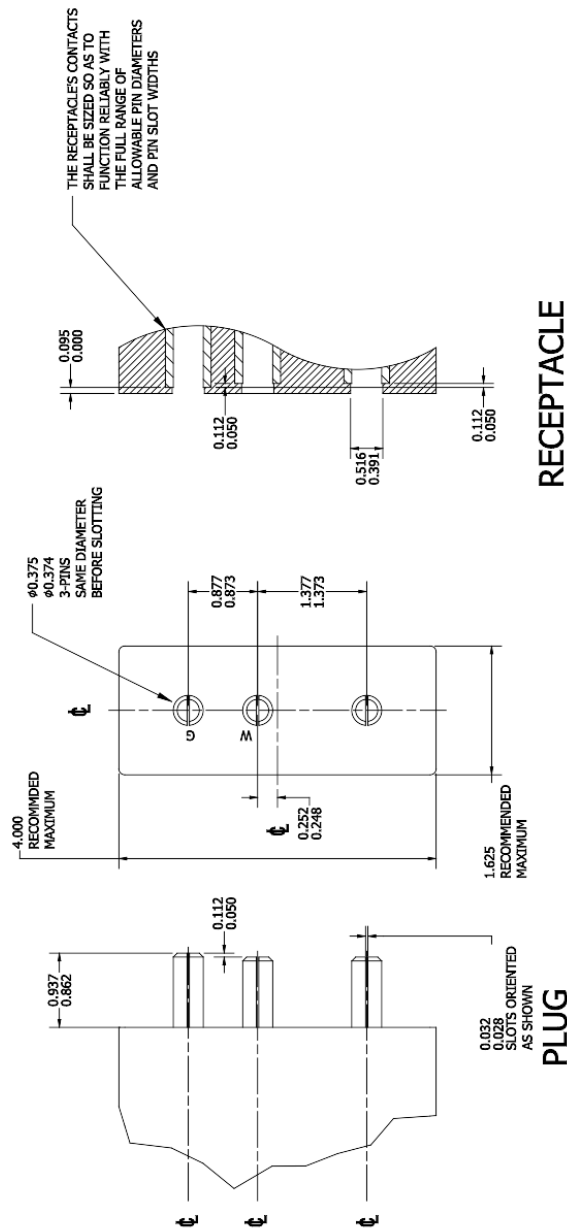 THE RECEPTACLE'S CONTACTS
SHALL BE SIZED SO AS TO
FUNCTION RELIABLY WITH
THE FULL RANGE OF
ALLOWABLE PIN DIAMETERS
AND PIN SLOT WIDTHS
0.095
0.000
0.112
0.050
0.516
0.391
0.112
0.050
RECEPTACLE
ø0.375
ø0.374
3-PINS
SAME DIAMETER
BEFORE SLOTTING
0.877
0.873
1.377
1.373
℄
G
W
4.000
RECOMMDED
MAXIMUM
℄
0.252
0.248
1.625
RECOMMENDED
MAXIMUM
0.937
0.862
0.112
0.050
0.032
0.028
SLOTS ORIENTED
AS SHOWN
PLUG
℄
℄
℄